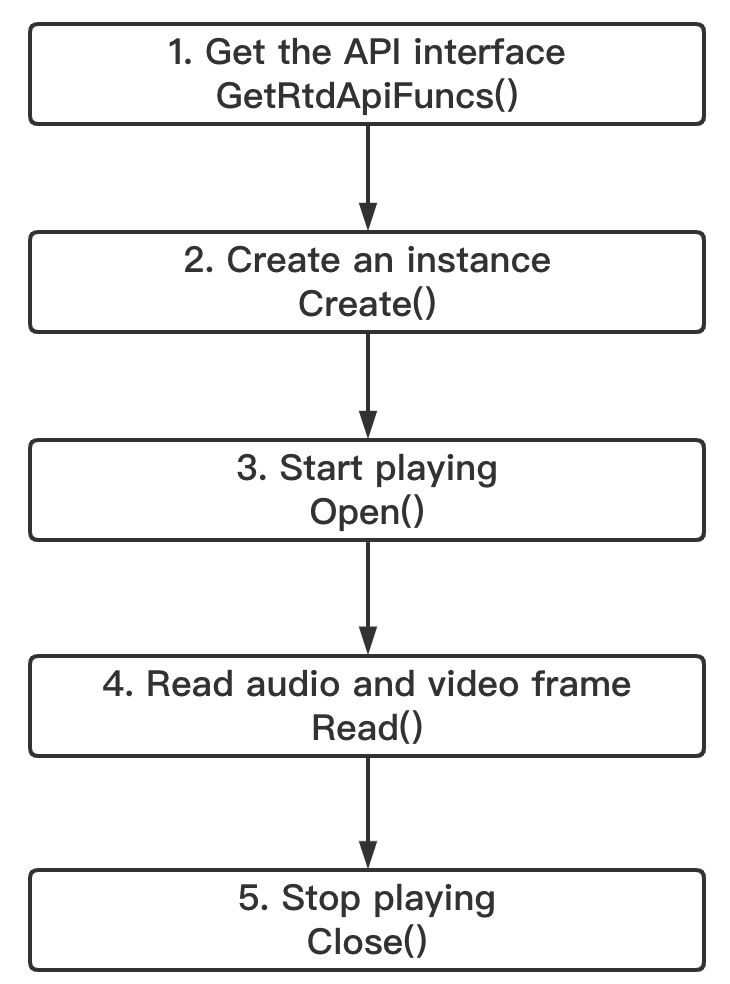 1. Get the API interface
GetRtdApiFuncs()
2. Create an instance
Create()
3. Start playing
Open()
4. Read audio and video frame
Read()
5. Stop playing
Close()